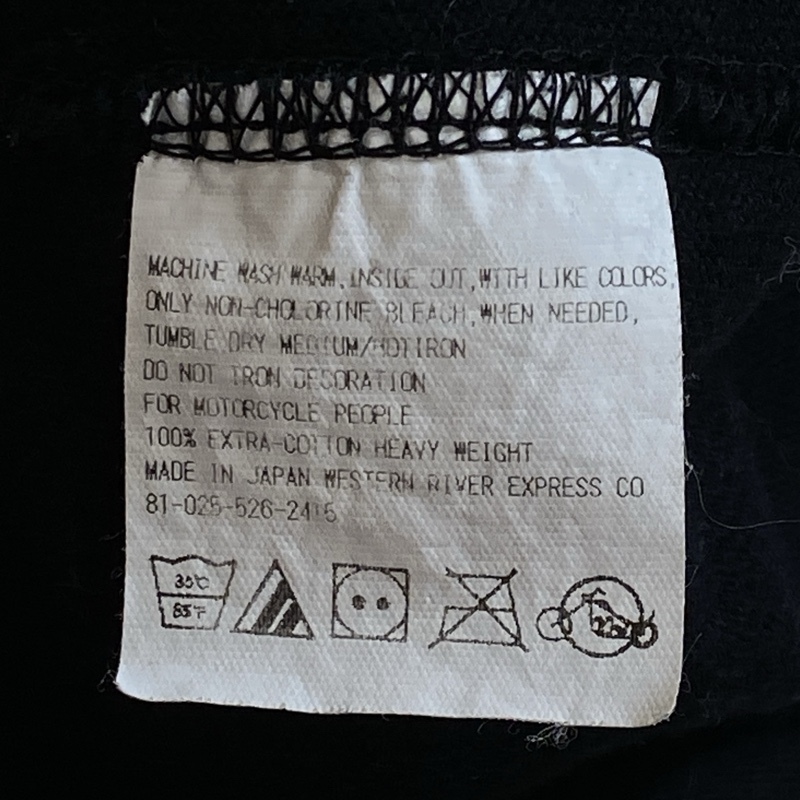 MACHINE WASH WARM,INSIDE OUT,WITH LIKE COLORS,
ONLY NON-CHOLORINE BLEACH,WHEN NEEDED,
TUMBLE DRY MEDIUM/HOTIRON
DO NOT IRON DECORATION
FOR MOTORCYCLE PEOPLE
100% EXTRA-COTTON HEAVY WEIGHT
MADE IN JAPAN WESTERN RIVER EXPRESS CO
81-025-526-2415
30℃
85°F